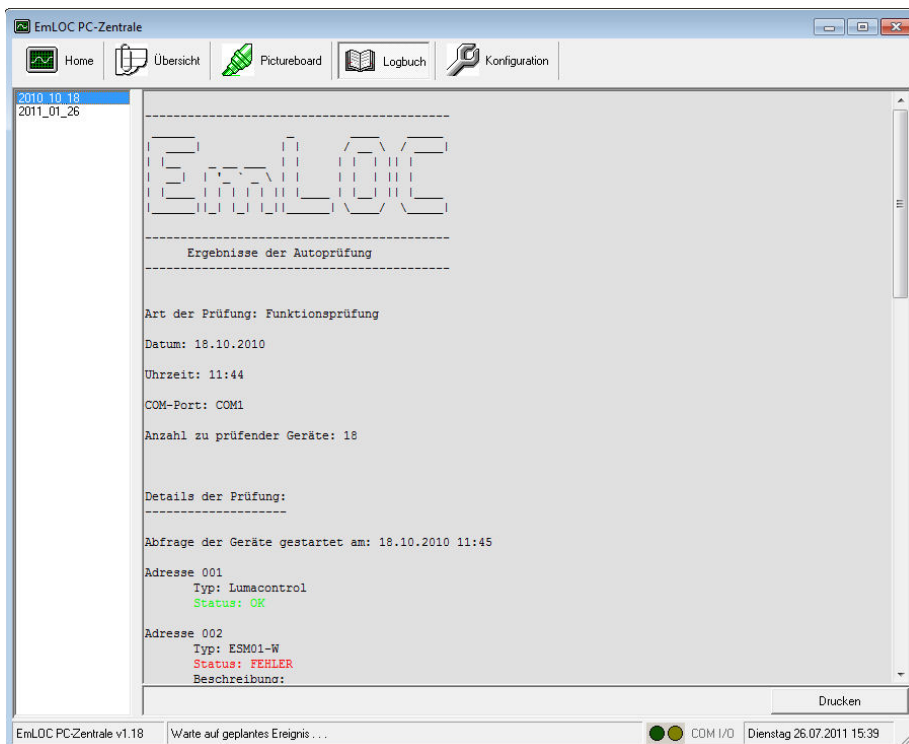 EmLOC PC-Zentrale
Home Übersicht Pictureboard Logbuch Konfiguration
2010_10_18
2011_01_26
-------------------------------------------
EmLOC
-------------------------------------------
Ergebnisse der Autoprüfung
-------------------------------------------
Art der Prüfung: Funktionsprüfung
Datum: 18.10.2010
Uhrzeit: 11:44
COM-Port: COM1
Anzahl zu prüfender Geräte: 18
Details der Prüfung:
--------------------
Abfrage der Geräte gestartet am: 18.10.2010 11:45
Adresse 001
Typ: Lumacontrol
Status: OK
Adresse 002
Typ: ESM01-W
Status: FEHLER
Beschreibung:
Drucken
EmLOC PC-Zentrale v1.18 Warte auf geplantes Ereignis . . . COM I/O Dienstag 26.07.2011 15:39